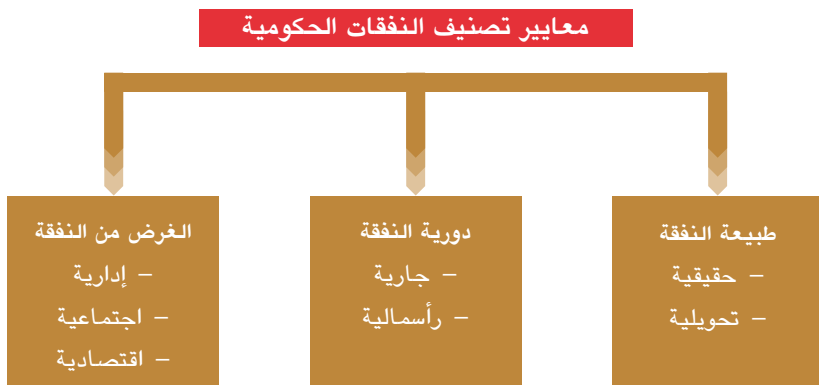 معايير تصنيف النفقات الحكومية
طبيعة النفقة
– حقيقية
– تحويلية
دورية النفقة
– جارية
– رأسمالية
الغرض من النفقة
– إدارية
– اجتماعية
– اقتصادية